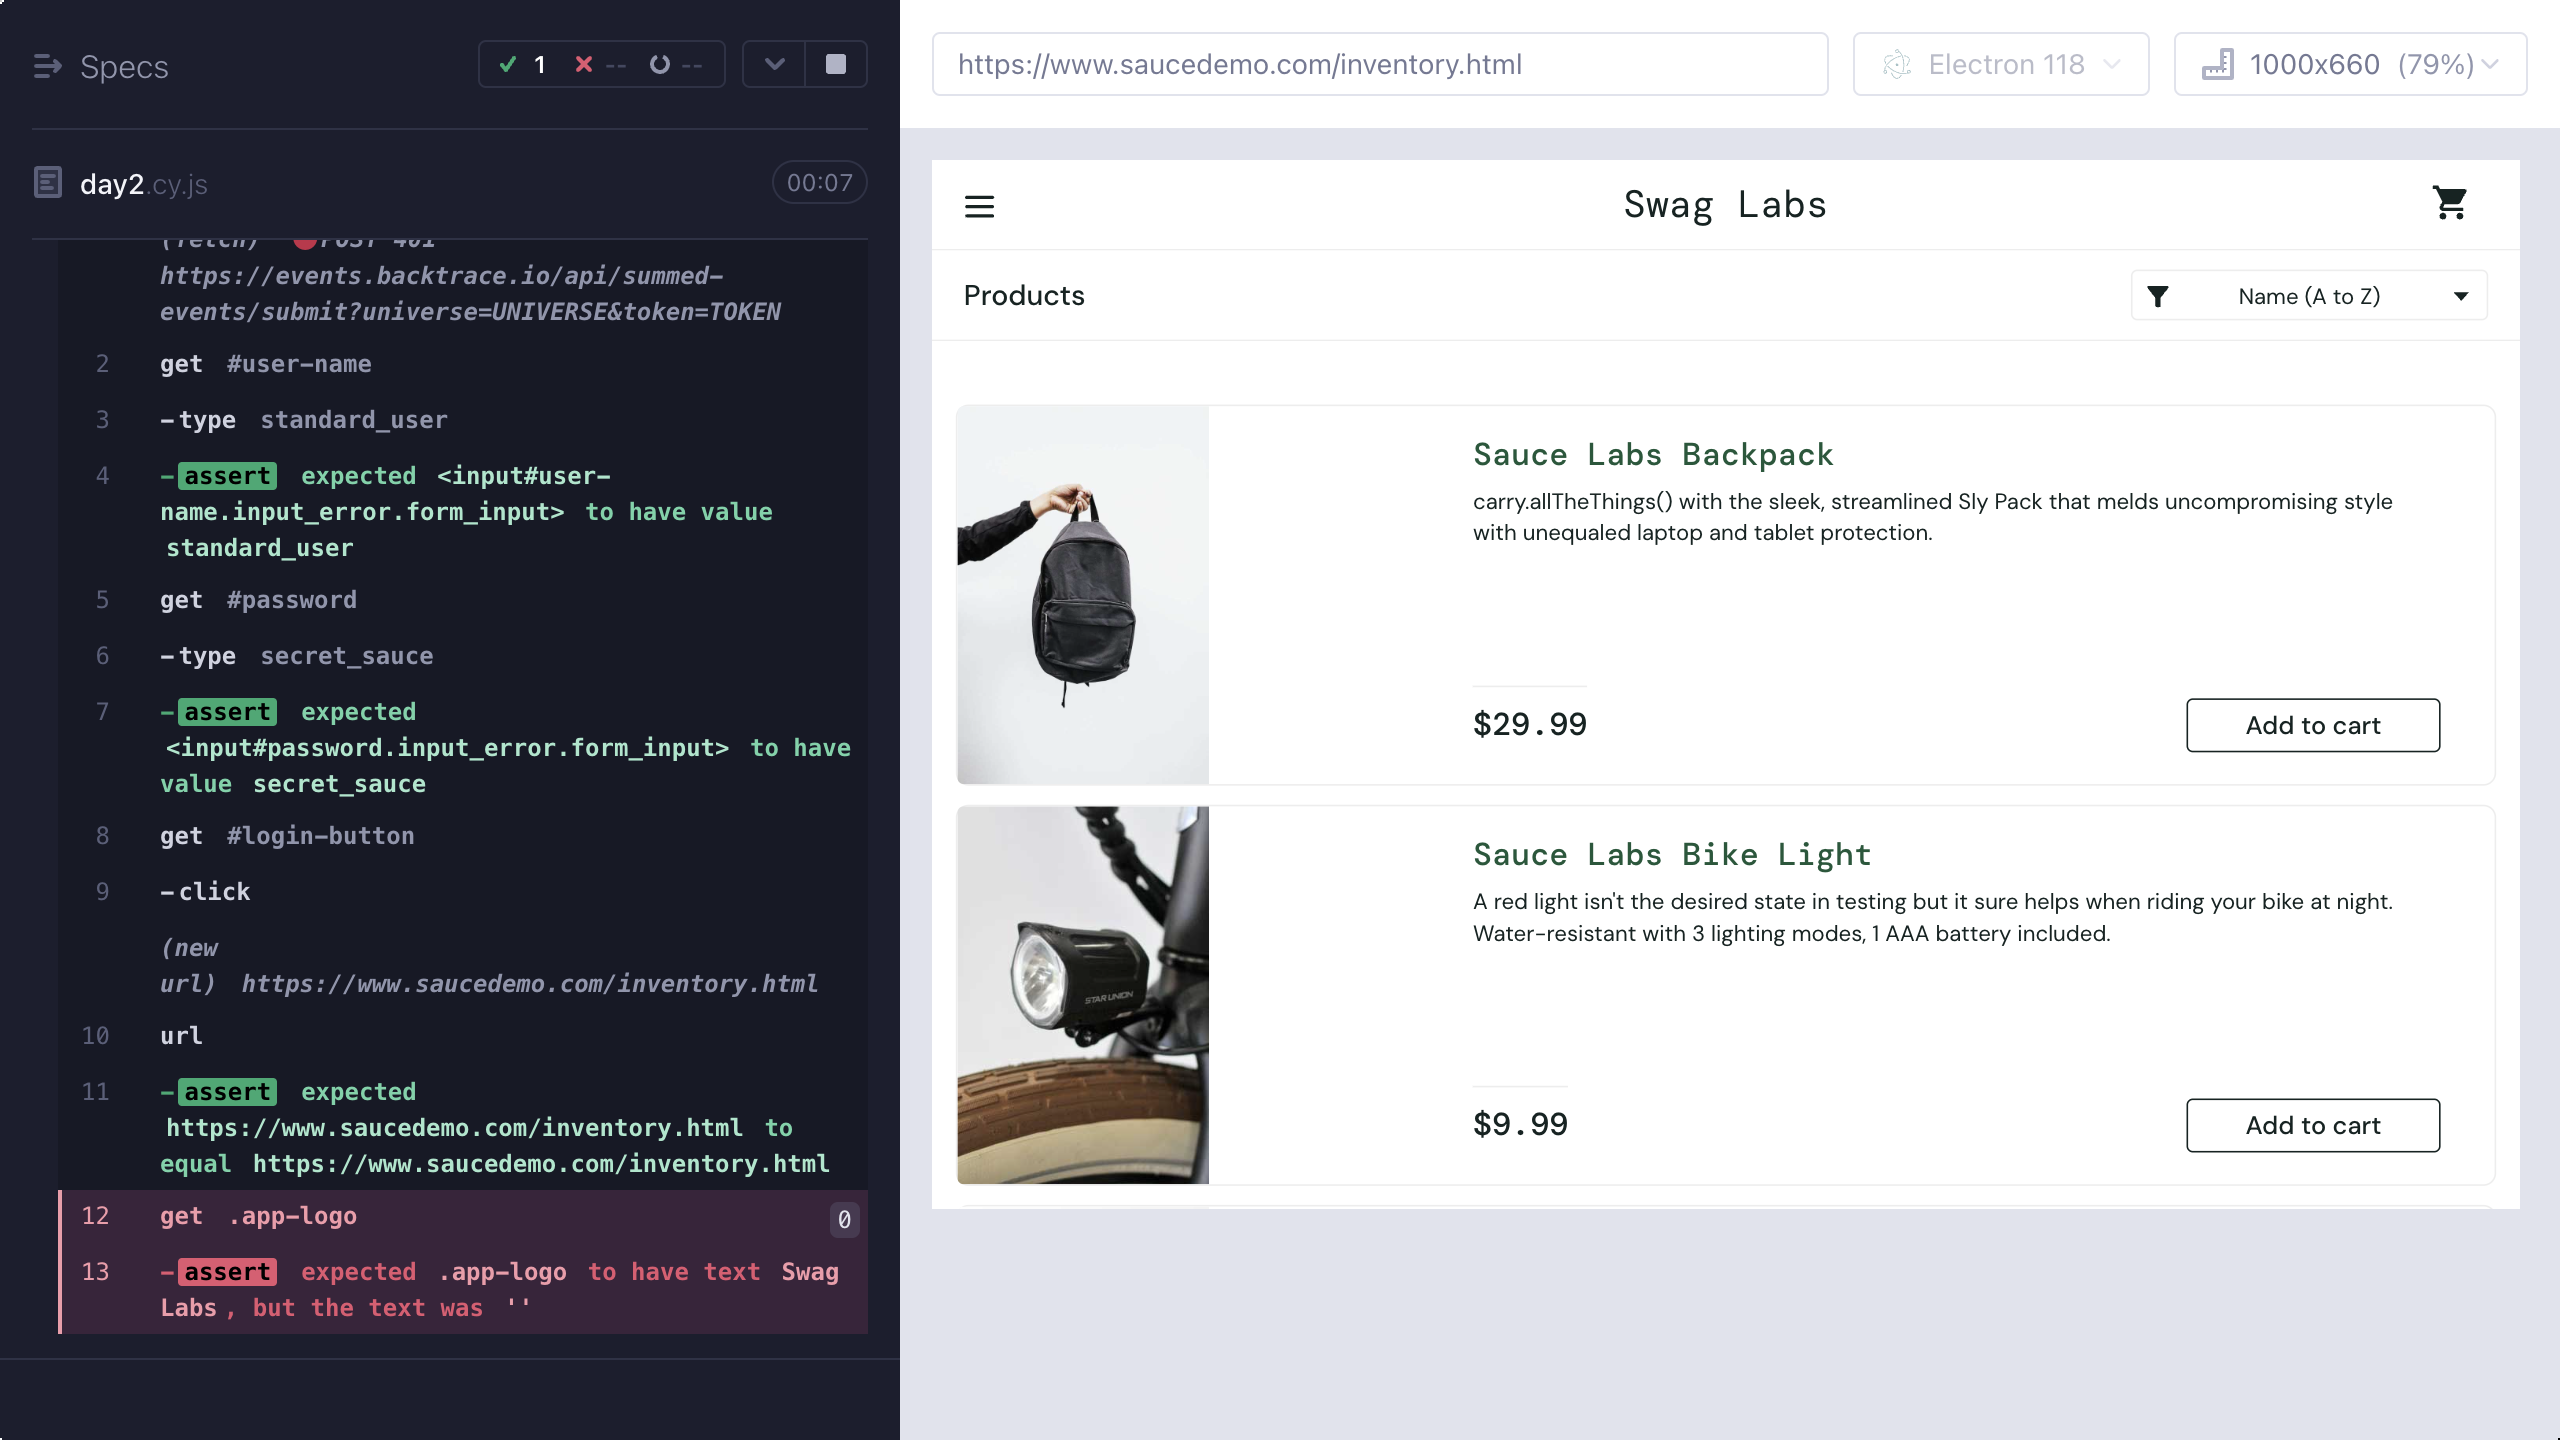 Specs
1 -- --
day2.cy.js
00:07
(fetch) POST 401
https://events.backtrace.io/api/summed-
events/submit?universe=UNIVERSE&token=TOKEN
2 get #user-name
3 -type standard_user
4 -assert expected <input#user-
name.input_error.form_input> to have value
standard_user
5 get #password
6 -type secret_sauce
7 -assert expected
<input#password.input_error.form_input> to have
value secret_sauce
8 get #login-button
9 -click
(new
url) https://www.saucedemo.com/inventory.html
10 url
11 -assert expected
https://www.saucedemo.com/inventory.html to
equal https://www.saucedemo.com/inventory.html
12 get .app-logo 0
13 -assert expected .app-logo to have text Swag
Labs, but the text was ''
https://www.saucedemo.com/inventory.html
Electron 118
1000x660 (79%)
Swag Labs
Products
Name (A to Z)
Sauce Labs Backpack
carry.allTheThings() with the sleek, streamlined Sly Pack that melds uncompromising style
with unequaled laptop and tablet protection.
$29.99
Add to cart
STAR UNION
Sauce Labs Bike Light
A red light isn't the desired state in testing but it sure helps when riding your bike at night.
Water-resistant with 3 lighting modes, 1 AAA battery included.
$9.99
Add to cart